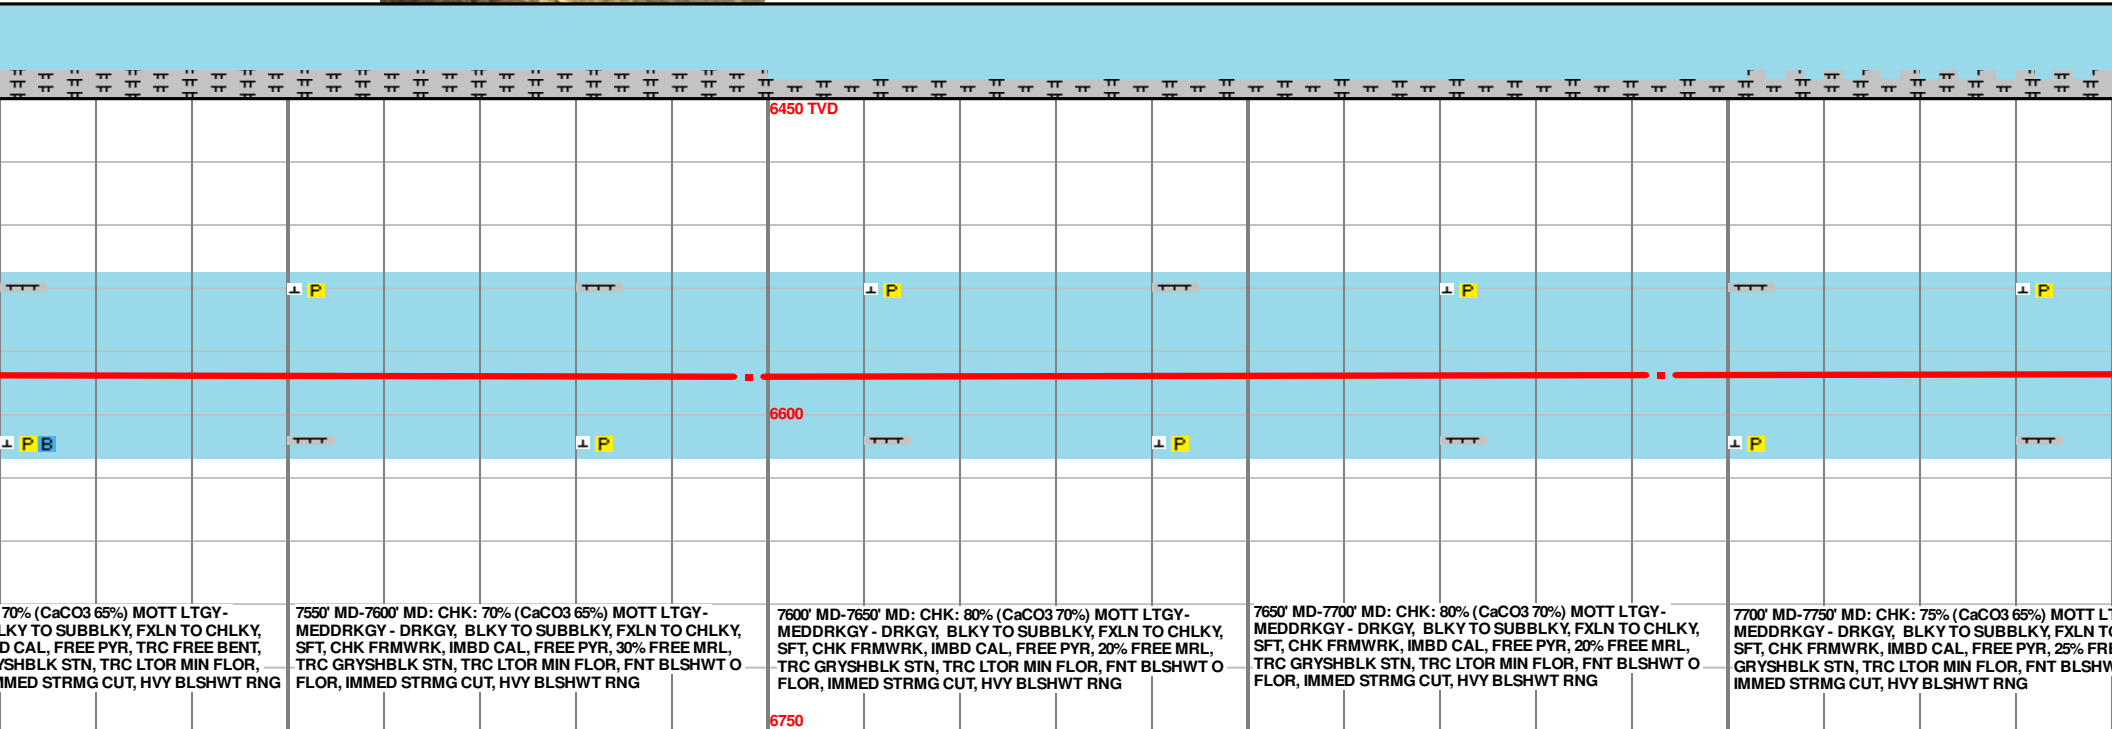 6450 TVD
P
P
P
P
6600
P B
P
P
P
6750
70% (CaCO3 65%) MOTT LTGY-
LKY TO SUBBLKY, FXLN TO CHLKY,
D CAL, FREE PYR, TRC FREE BENT,
YSHBLK STN, TRC LTOR MIN FLOR,
MMED STRMG CUT, HVY BLSHWT RNG
7550' MD-7600' MD: CHK: 70% (CaCO3 65%) MOTT LTGY-
MEDDRKGY - DRKGY, BLKY TO SUBBLKY, FXLN TO CHLKY,
SFT, CHK FRMWRK, IMBD CAL, FREE PYR, 30% FREE MRL,
TRC GRYSHBLK STN, TRC LTOR MIN FLOR, FNT BLSHWT O
FLOR, IMMED STRMG CUT, HVY BLSHWT RNG
7600' MD-7650' MD: CHK: 80% (CaCO3 70%) MOTT LTGY-
MEDDRKGY - DRKGY, BLKY TO SUBBLKY, FXLN TO CHLKY,
SFT, CHK FRMWRK, IMBD CAL, FREE PYR, 20% FREE MRL,
TRC GRYSHBLK STN, TRC LTOR MIN FLOR, FNT BLSHWT O
FLOR, IMMED STRMG CUT, HVY BLSHWT RNG
7650' MD-7700' MD: CHK: 80% (CaCO3 70%) MOTT LTGY-
MEDDRKGY - DRKGY, BLKY TO SUBBLKY, FXLN TO CHLKY,
SFT, CHK FRMWRK, IMBD CAL, FREE PYR, 20% FREE MRL,
TRC GRYSHBLK STN, TRC LTOR MIN FLOR, FNT BLSHWT O
FLOR, IMMED STRMG CUT, HVY BLSHWT RNG
7700' MD-7750' MD: CHK: 75% (CaCO3 65%) MOTT LT
MEDDRKGY - DRKGY, BLKY TO SUBBLKY, FXLN TO
SFT, CHK FRMWRK, IMBD CAL, FREE PYR, 25% FRE
GRYSHBLK STN, TRC LTOR MIN FLOR, FNT BLSHW
IMMED STRMG CUT, HVY BLSHWT RNG